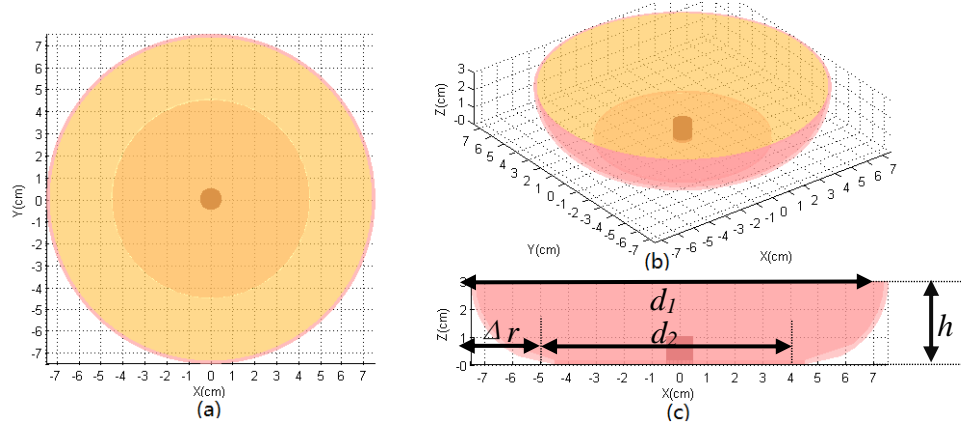 7
6
5
4
3
2
1
0
-1
-2
-3
-4
-5
-6
-7
Y(cm)
-7 -6 -5 -4 -3 -2 -1 0 1 2 3 4 5 6 7
X(cm)
(a)
3
2
1
-0
Z(cm)
7 6 5 4 3 2 1 0 -1 -2 -3 -4 -5 -6 -7
Y(cm)
-7 -6 -5 -4 -3 -2 -1 0 1 2 3 4 5 6 7
X(cm)
(b)
3
2
1
-0
Z(cm)
d1
Δr
d2
h
-7 -6 -5 -4 -3 -2 -1 0 1 2 3 4 5 6 7
X(cm)
(c)